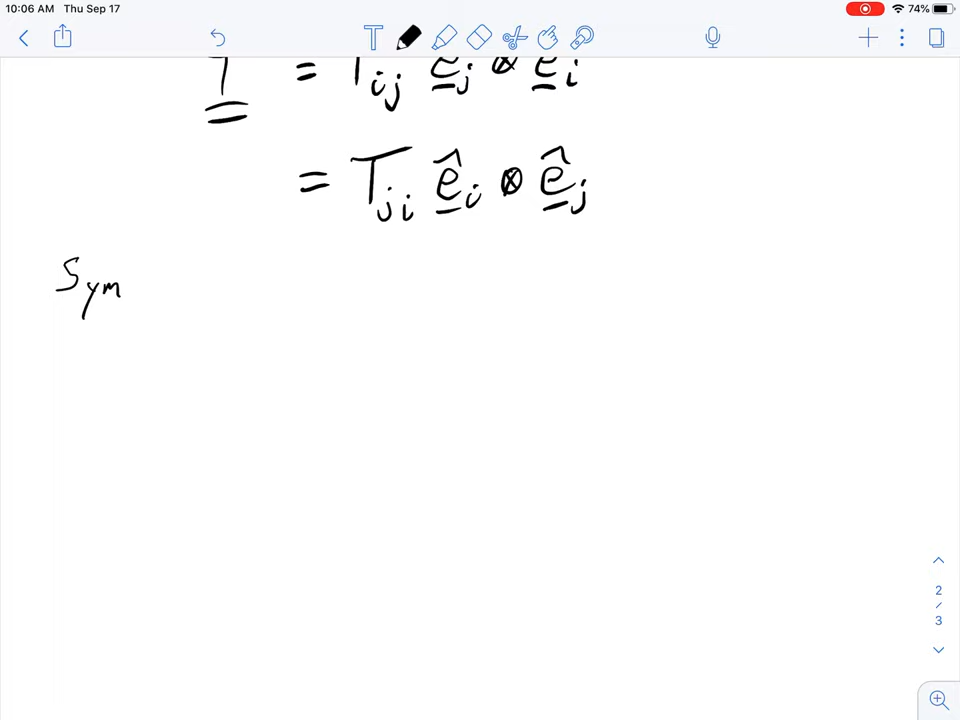 10:06 AM Thu Sep 17 74%
T
= T_ij e_j ⊗ e_i
= T_ji ê_i ⊗ ê_j
Sym
2
/
3